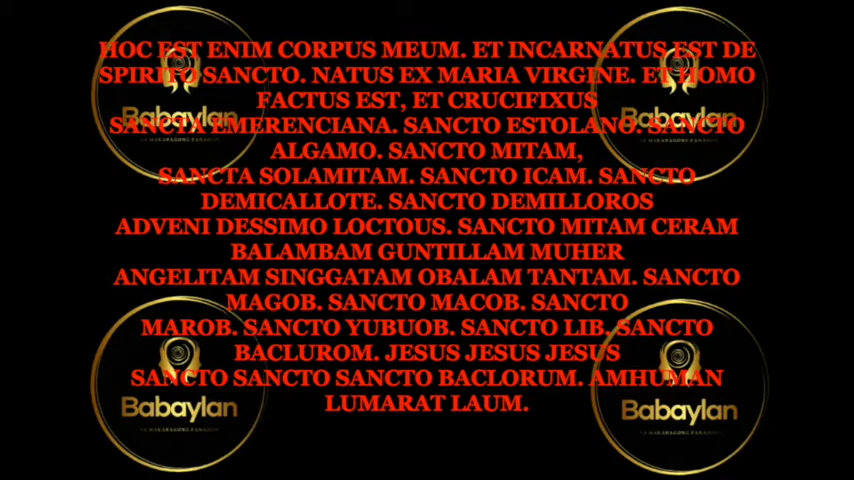 HOC EST ENIM CORPUS MEUM. ET INCARNATUS EST DE
SPIRITO SANCTO. NATUS EX MARIA VIRGINE. ET HOMO
FACTUS EST, ET CRUCIFIXUS
SANCTA EMERENCIANA. SANCTO ESTOLANO. SANCTO
ALGAMO. SANCTO MITAM,
SANCTA SOLAMITAM. SANCTO ICAM. SANCTO
DEMICALLOTE. SANCTO DEMILLOROS
ADVENI DESSIMO LOCTOUS. SANCTO MITAM CERAM
BALAMBAM GUNTILLAM MUHER
ANGELITAM SINGGATAM OBALAM TANTAM. SANCTO
MAGOB. SANCTO MACOB. SANCTO
MAROB. SANCTO YUBUOB. SANCTO LIB. SANCTO
BACLUROM. JESUS JESUS JESUS
SANCTO SANCTO SANCTO BACLORUM. AMHUMAN
LUMARAT LAUM.
Babaylan
Babaylan
Babaylan
Babaylan